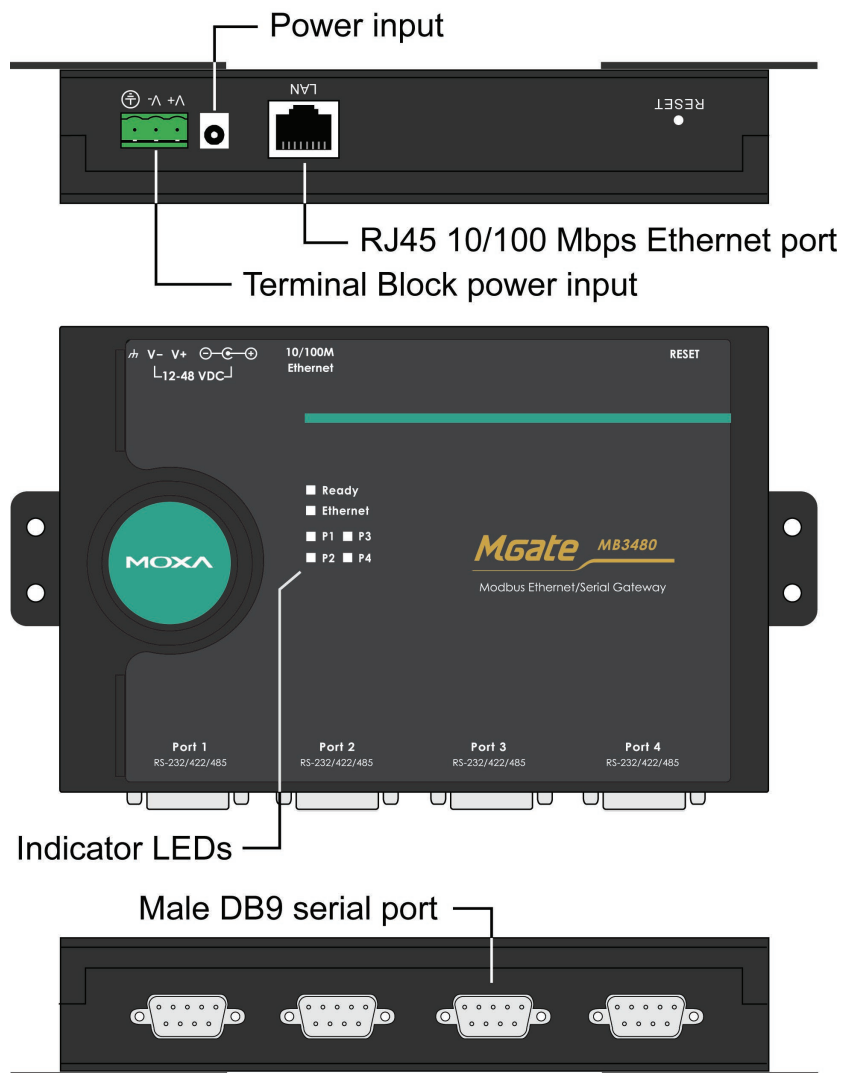 Power input
V- V+
LAN
RESET
RJ45 10/100 Mbps Ethernet port
Terminal Block power input
V- V+
12-48 VDC
10/100M
Ethernet
RESET
Ready
Ethernet
P1 P3
P2 P4
MOXA
MGate MB3480
Modbus Ethernet/Serial Gateway
Port 1
RS-232/422/485
Port 2
RS-232/422/485
Port 3
RS-232/422/485
Port 4
RS-232/422/485
Indicator LEDs
Male DB9 serial port